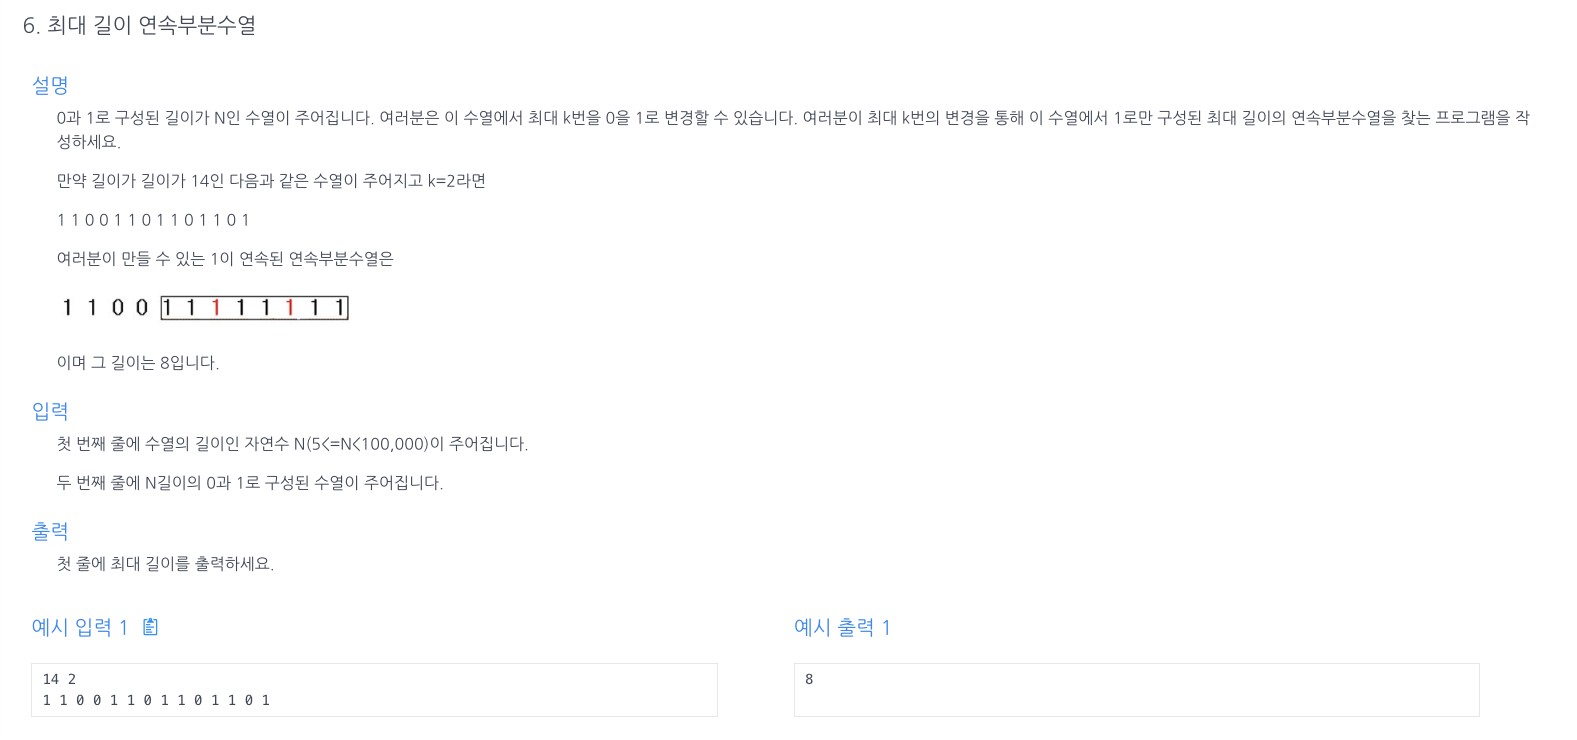 6. 최대 길이 연속부분수열
설명
0과 1로 구성된 길이가 N인 수열이 주어집니다. 여러분은 이 수열에서 최대 k번을 0을 1로 변경할 수 있습니다. 여러분이 최대 k번의 변경을 통해 이 수열에서 1로만 구성된 최대 길이의 연속부분수열을 찾는 프로그램을 작
성하세요.
만약 길이가 길이가 14인 다음과 같은 수열이 주어지고 k=2라면
1 1 0 0 1 1 0 1 1 0 1 1 0 1
여러분이 만들 수 있는 1이 연속된 연속부분수열은
1 1 0 0 1 1 1 1 1 1 1 1
이며 그 길이는 8입니다.
입력
첫 번째 줄에 수열의 길이인 자연수 N(5<=N<100,000)이 주어집니다.
두 번째 줄에 N길이의 0과 1로 구성된 수열이 주어집니다.
출력
첫 줄에 최대 길이를 출력하세요.
예시 입력 1
14 2
1 1 0 0 1 1 0 1 1 0 1 1 0 1
예시 출력 1
8